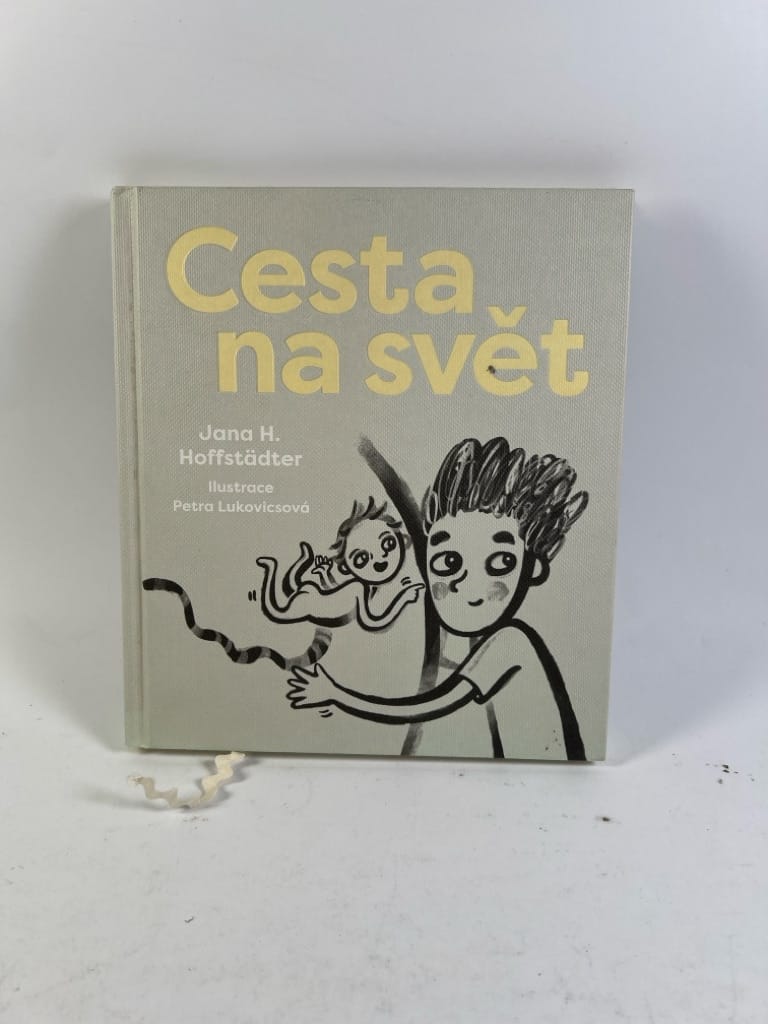 Cesta
na svět
Jana H.
Hoffstädter
Ilustrace
Petra Lukovicsová